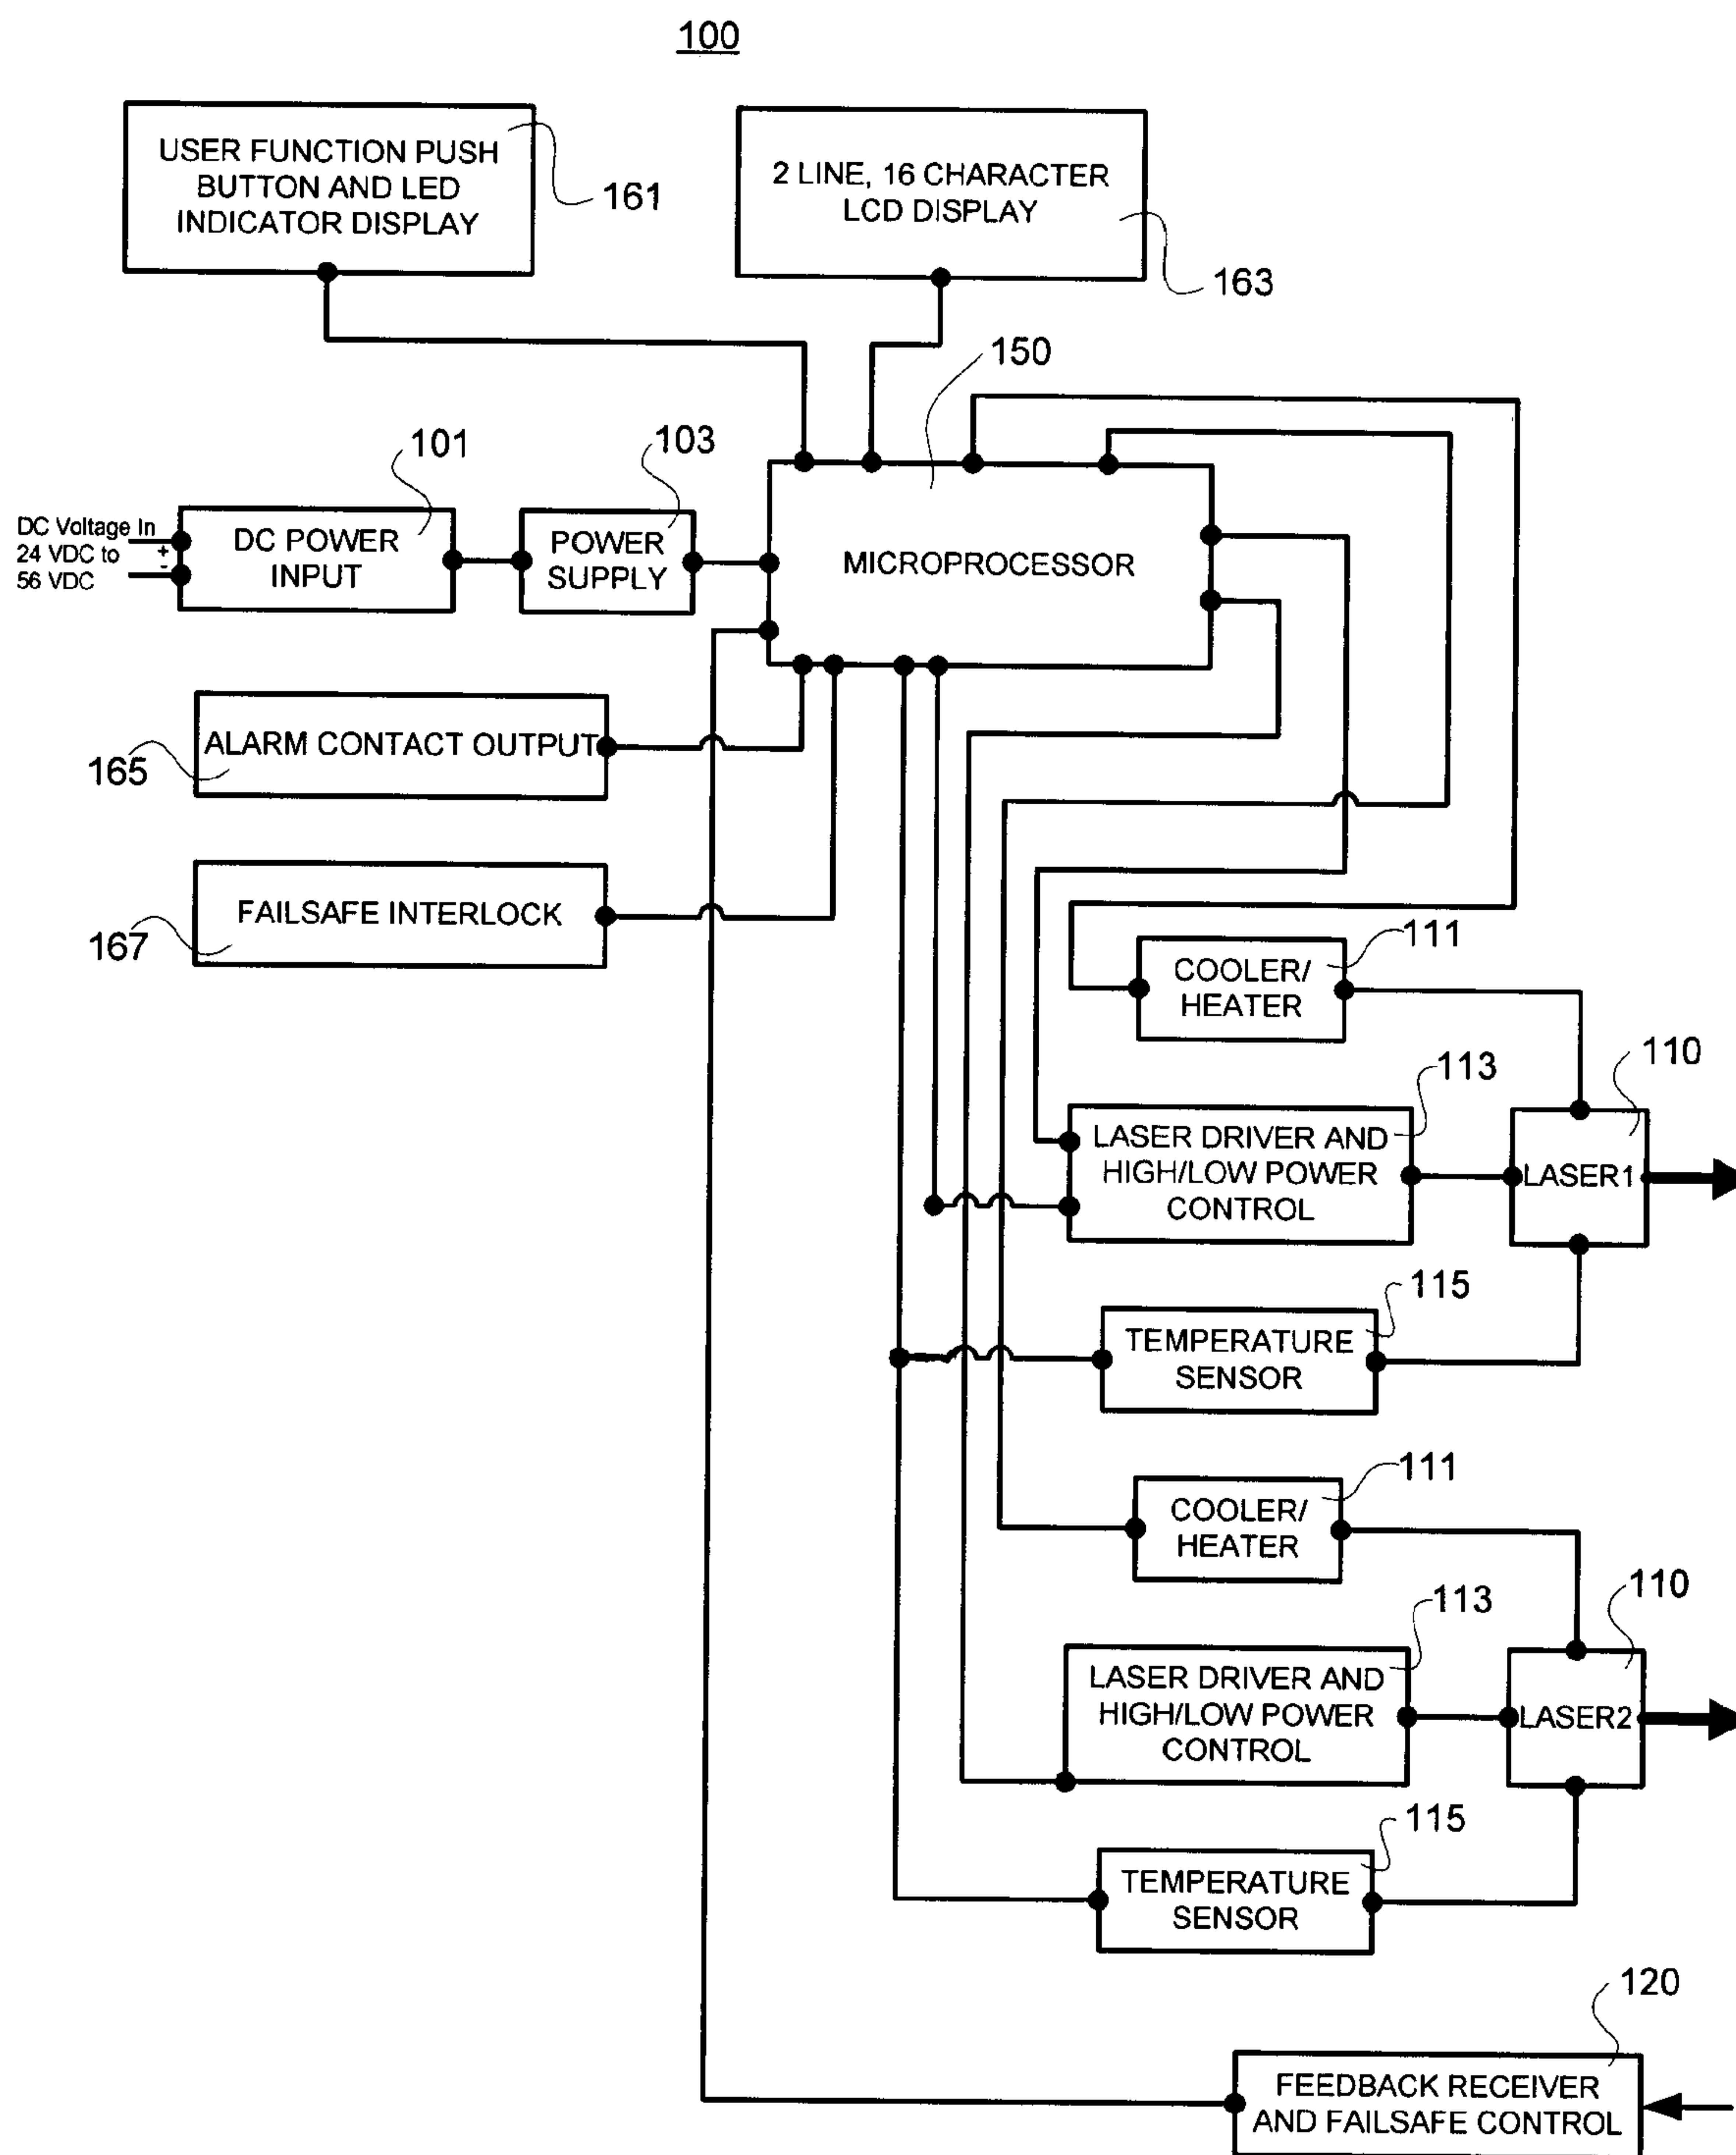 100
USER FUNCTION PUSH
BUTTON AND LED
INDICATOR DISPLAY
161
2 LINE, 16 CHARACTER
LCD DISPLAY
163
150
101
103
DC Voltage In
24 VDC to
56 VDC
+
-
DC POWER
INPUT
POWER
SUPPLY
MICROPROCESSOR
ALARM CONTACT OUTPUT
165
FAILSAFE INTERLOCK
167
111
COOLER/
HEATER
110
113
LASER DRIVER AND
HIGH/LOW POWER
CONTROL
LASER1
115
TEMPERATURE
SENSOR
111
COOLER/
HEATER
110
113
LASER DRIVER AND
HIGH/LOW POWER
CONTROL
LASER2
115
TEMPERATURE
SENSOR
120
FEEDBACK RECEIVER
AND FAILSAFE CONTROL